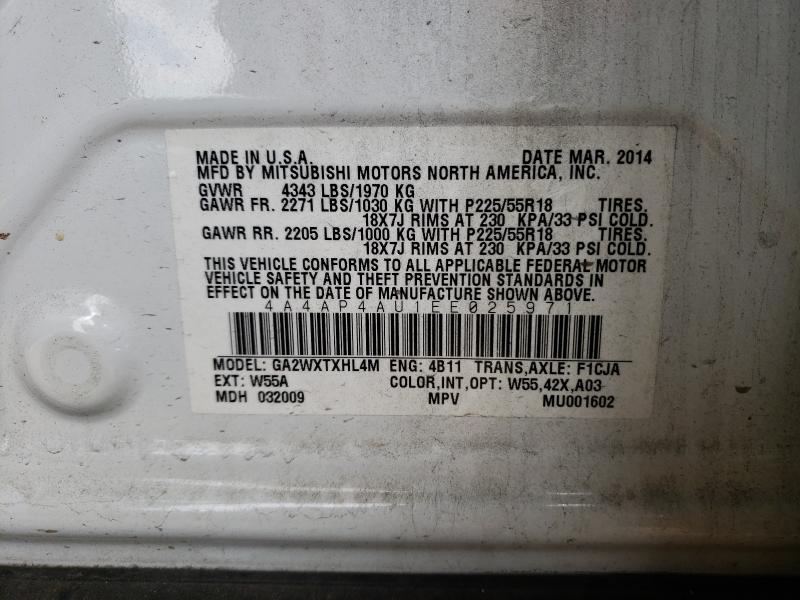 MADE IN U.S.A. DATE MAR. 2014
MFD BY MITSUBISHI MOTORS NORTH AMERICA, INC.
GVWR 4343 LBS/1970 KG
GAWR FR. 2271 LBS/1030 KG WITH P225/55R18 TIRES.
18X7J RIMS AT 230 KPA/33 PSI COLD.
GAWR RR. 2205 LBS/1000 KG WITH P225/55R18 TIRES.
18X7J RIMS AT 230 KPA/33 PSI COLD.
THIS VEHICLE CONFORMS TO ALL APPLICABLE FEDERAL MOTOR
VEHICLE SAFETY AND THEFT PREVENTION STANDARDS IN
EFFECT ON THE DATE OF MANUFACTURE SHOWN ABOVE.
4A4AP4AU1EE025971
MODEL: GA2WXTXHL4M ENG: 4B11 TRANS,AXLE: F1CJA
EXT: W55A COLOR,INT,OPT: W55,42X,A03
MDH 032009 MPV MU001602